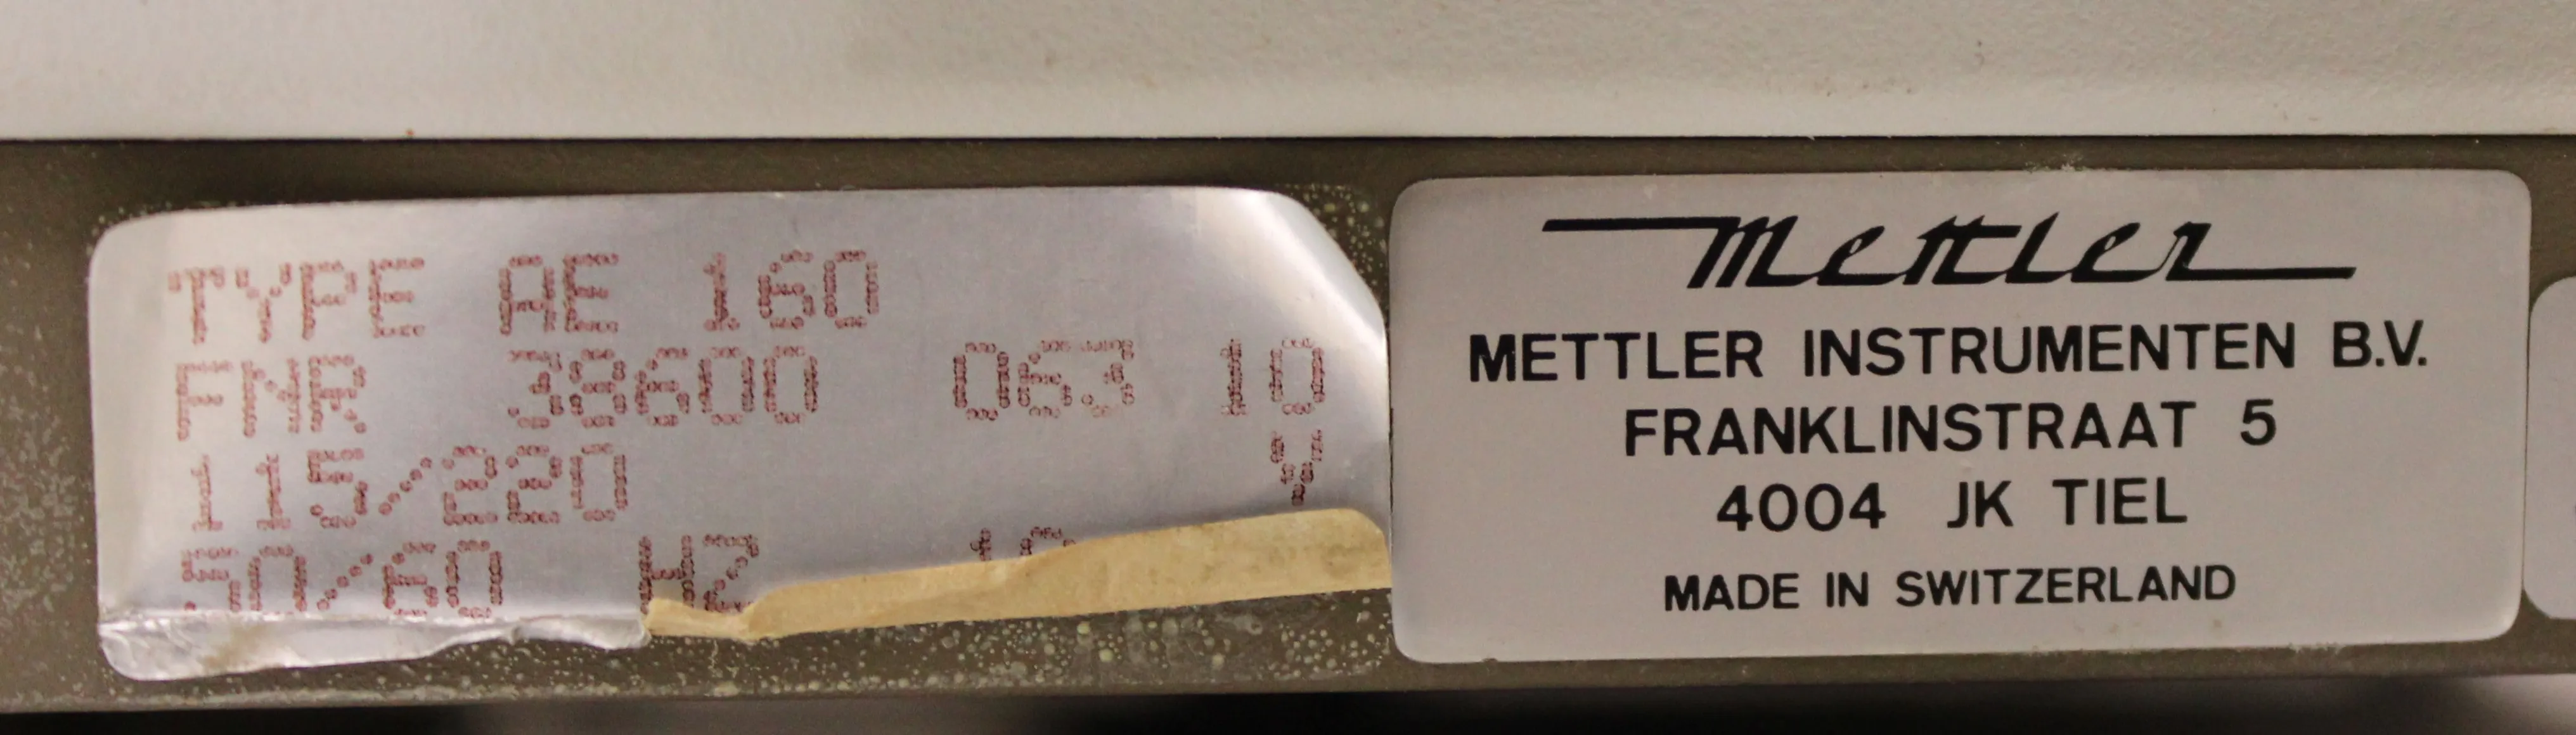 TYPE AE 160
FNR 38600 063 10
115/220 V
50/60 HZ
Mettler
METTLER INSTRUMENTEN B.V.
FRANKLINSTRAAT 5
4004 JK TIEL
MADE IN SWITZERLAND